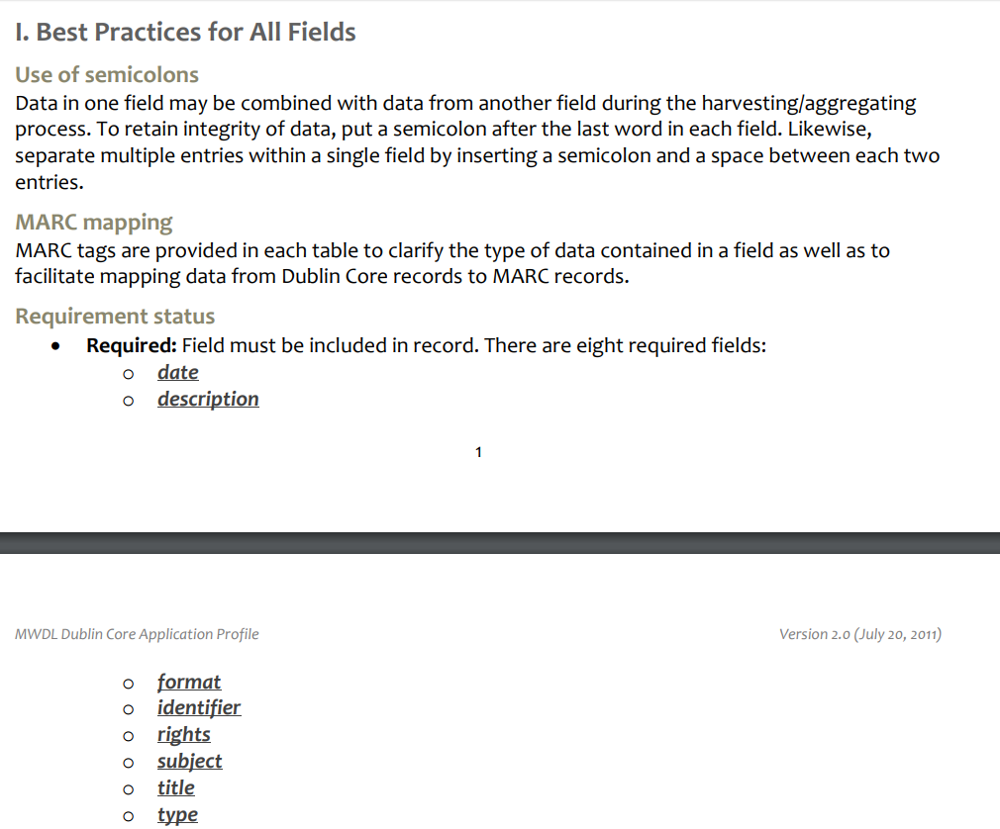 I. Best Practices for All Fields
Use of semicolons
Data in one field may be combined with data from another field during the harvesting/aggregating
process. To retain integrity of data, put a semicolon after the last word in each field. Likewise,
separate multiple entries within a single field by inserting a semicolon and a space between each two
entries.
MARC mapping
MARC tags are provided in each table to clarify the type of data contained in a field as well as to
facilitate mapping data from Dublin Core records to MARC records.
Requirement status
• Required: Field must be included in record. There are eight required fields:
o date
o description
1
MWDL Dublin Core Application Profile Version 2.0 (July 20, 2011)
o format
o identifier
o rights
o subject
o title
o type